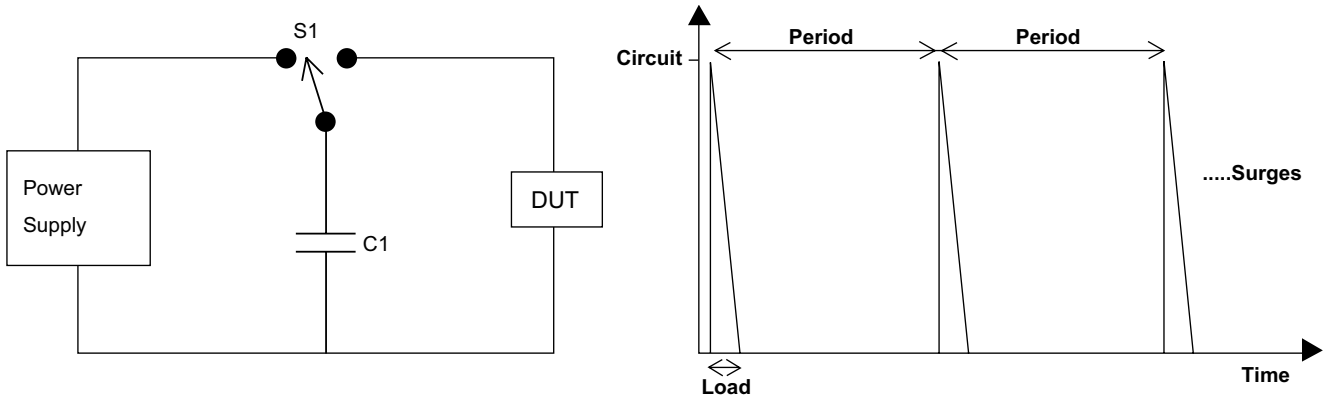 S1
Power
Supply
C1
DUT
Circuit
Period
Period
.....Surges
Load
Time